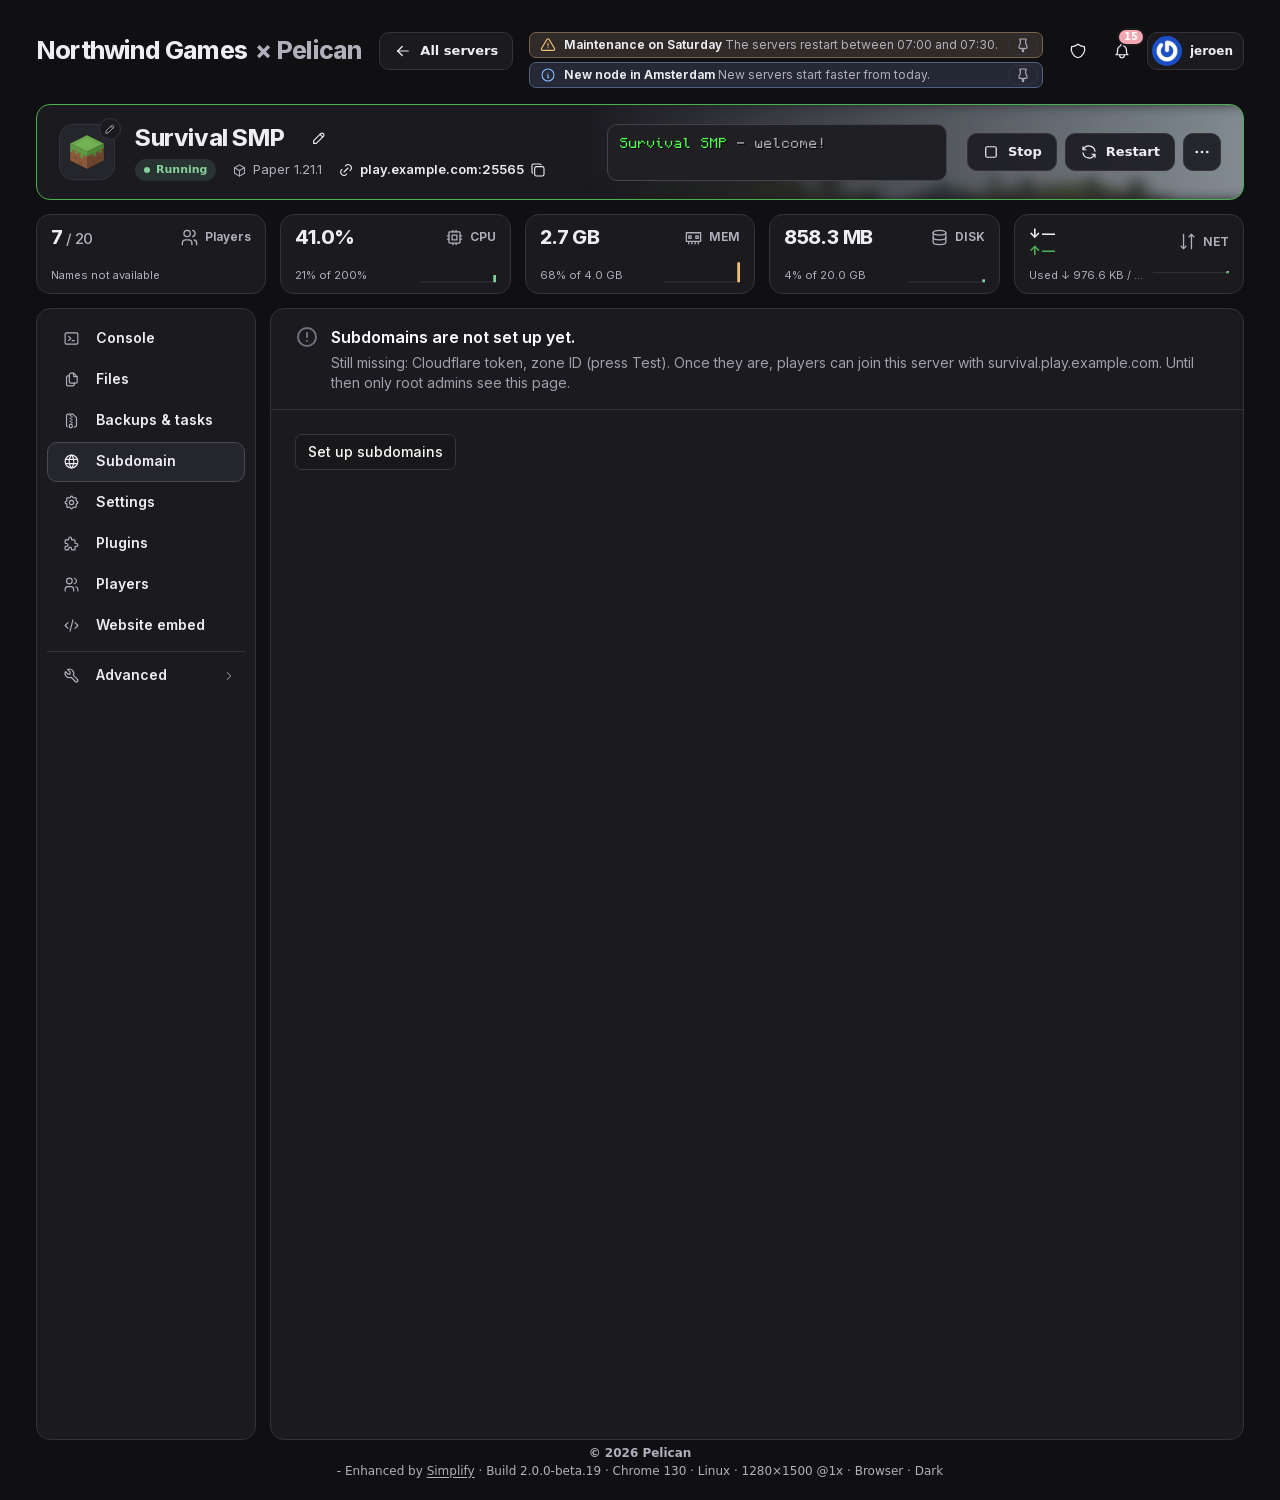 Northwind Games × Pelican
All servers
Maintenance on Saturday The servers restart between 07:00 and 07:30.
New node in Amsterdam New servers start faster from today.
15
jeroen
Survival SMP
Running
Paper 1.21.1
play.example.com:25565
Survival SMP - welcome!
Stop
Restart
7 / 20
Players
Names not available
41.0%
CPU
21% of 200%
2.7 GB
MEM
68% of 4.0 GB
858.3 MB
DISK
4% of 20.0 GB
↓—
↑—
NET
Used ↓ 976.6 KB / ...
Console
Files
Backups & tasks
Subdomain
Settings
Plugins
Players
Website embed
Advanced
Subdomains are not set up yet.
Still missing: Cloudflare token, zone ID (press Test). Once they are, players can join this server with survival.play.example.com. Until
then only root admins see this page.
Set up subdomains
© 2026 Pelican
- Enhanced by Simplify · Build 2.0.0-beta.19 · Chrome 130 · Linux · 1280×1500 @1x · Browser · Dark